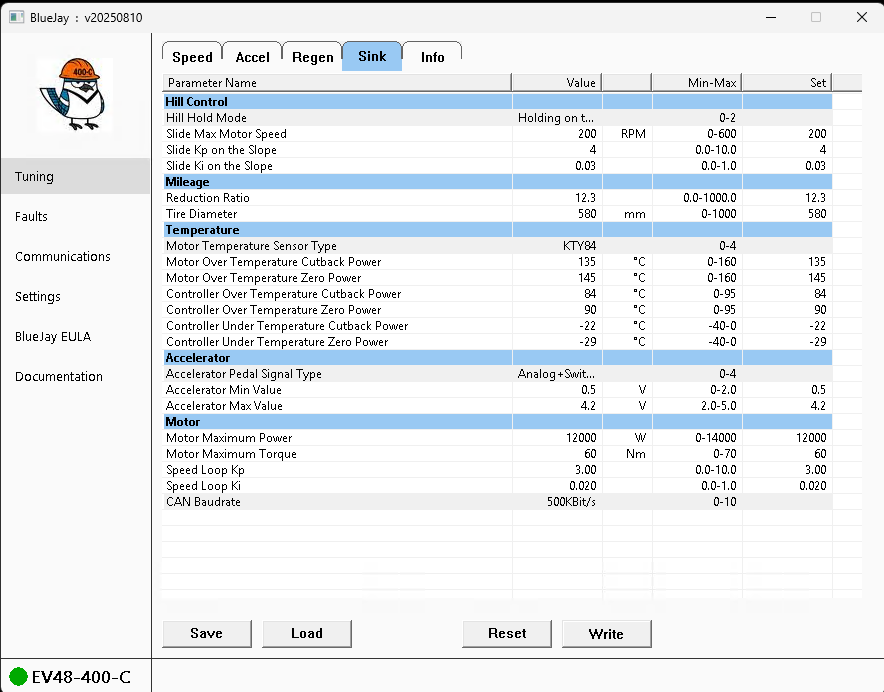 BlueJay : v20250810
400-C
Tuning
Faults
Communications
Settings
BlueJay EULA
Documentation
Speed Accel Regen Sink Info
Parameter Name Value Min-Max Set
Hill Control
Hill Hold Mode Holding on t... 0-2
Slide Max Motor Speed 200 RPM 0-600 200
Slide Kp on the Slope 4 0.0-10.0 4
Slide Ki on the Slope 0.03 0.0-1.0 0.03
Mileage
Reduction Ratio 12.3 0.0-1000.0 12.3
Tire Diameter 580 mm 0-1000 580
Temperature
Motor Temperature Sensor Type KTY84 0-4
Motor Over Temperature Cutback Power 135 °C 0-160 135
Motor Over Temperature Zero Power 145 °C 0-160 145
Controller Over Temperature Cutback Power 84 °C 0-95 84
Controller Over Temperature Zero Power 90 °C 0-95 90
Controller Under Temperature Cutback Power -22 °C -40-0 -22
Controller Under Temperature Zero Power -29 °C -40-0 -29
Accelerator
Accelerator Pedal Signal Type Analog+Swit... 0-4
Accelerator Min Value 0.5 V 0-2.0 0.5
Accelerator Max Value 4.2 V 2.0-5.0 4.2
Motor
Motor Maximum Power 12000 W 0-14000 12000
Motor Maximum Torque 60 Nm 0-70 60
Speed Loop Kp 3.00 0.0-10.0 3.00
Speed Loop Ki 0.020 0.0-1.0 0.020
CAN Baudrate 500KBit/s 0-10
Save Load Reset Write
EV48-400-C